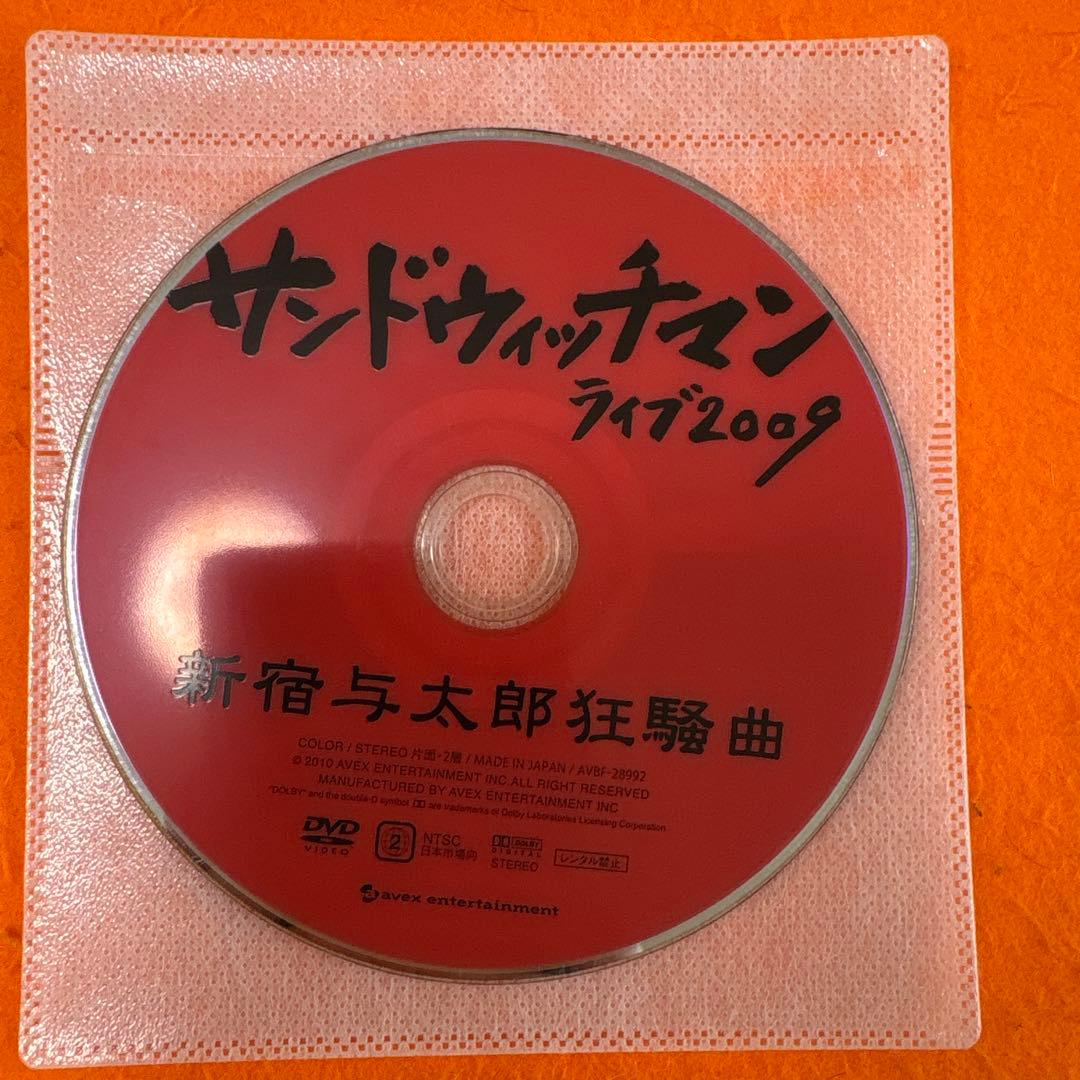 サンドウィッチマン
ライブ2009
新宿与太郎狂騒曲
COLOR / STEREO 片面・2層 / MADE IN JAPAN / AVBF-28992
© 2010 AVEX ENTERTAINMENT INC. ALL RIGHT RESERVED
MANUFACTURED BY AVEX ENTERTAINMENT INC
"DOLBY" and the double-D symbol are trademarks of Dolby Laboratories Licensing Corporation
DVD VIDEO
2
NTSC 日本市場向
DOLBY DIGITAL STEREO
レンタル禁止
avex entertainment